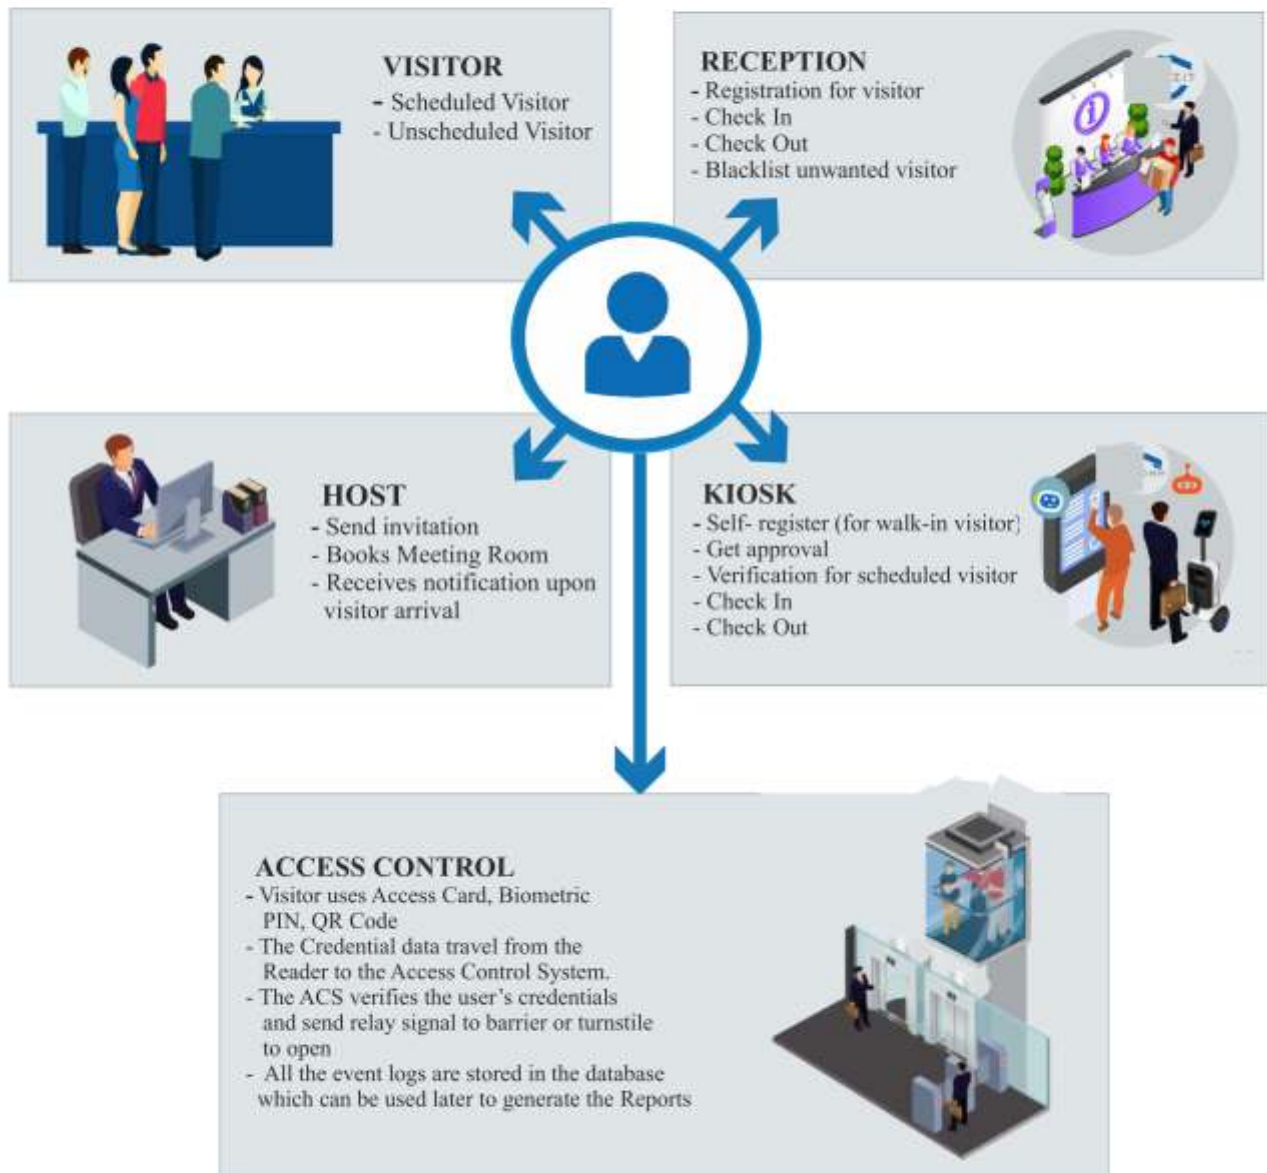 VISITOR
- Scheduled Visitor
- Unscheduled Visitor
RECEPTION
- Registration for visitor
- Check In
- Check Out
- Blacklist unwanted visitor
HOST
- Send invitation
- Books Meeting Room
- Receives notification upon
visitor arrival
KIOSK
- Self- register (for walk-in visitor)
- Get approval
- Verification for scheduled visitor
- Check In
- Check Out
ACCESS CONTROL
- Visitor uses Access Card, Biometric
PIN, QR Code
- The Credential data travel from the
Reader to the Access Control System.
- The ACS verifies the user’s credentials
and send relay signal to barrier or turnstile
to open
- All the event logs are stored in the database
which can be used later to generate the Reports